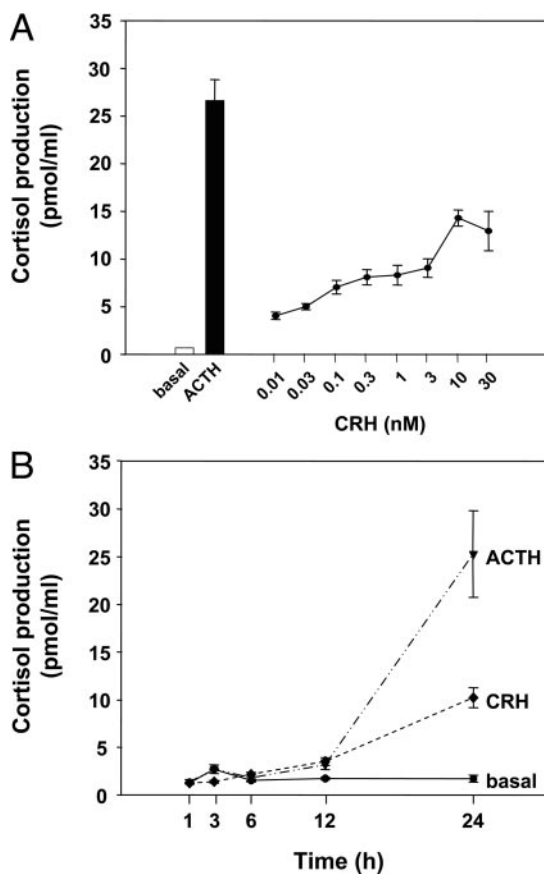 A
Cortisol production
(pmol/ml)
35
30
25
20
15
10
5
0
basal
ACTH
0.01
0.03
0.1
0.3
1
3
10
30
CRH (nM)
B
Cortisol production
(pmol/ml)
35
30
25
20
15
10
5
0
ACTH
CRH
basal
1 3 6 12 24
Time (h)